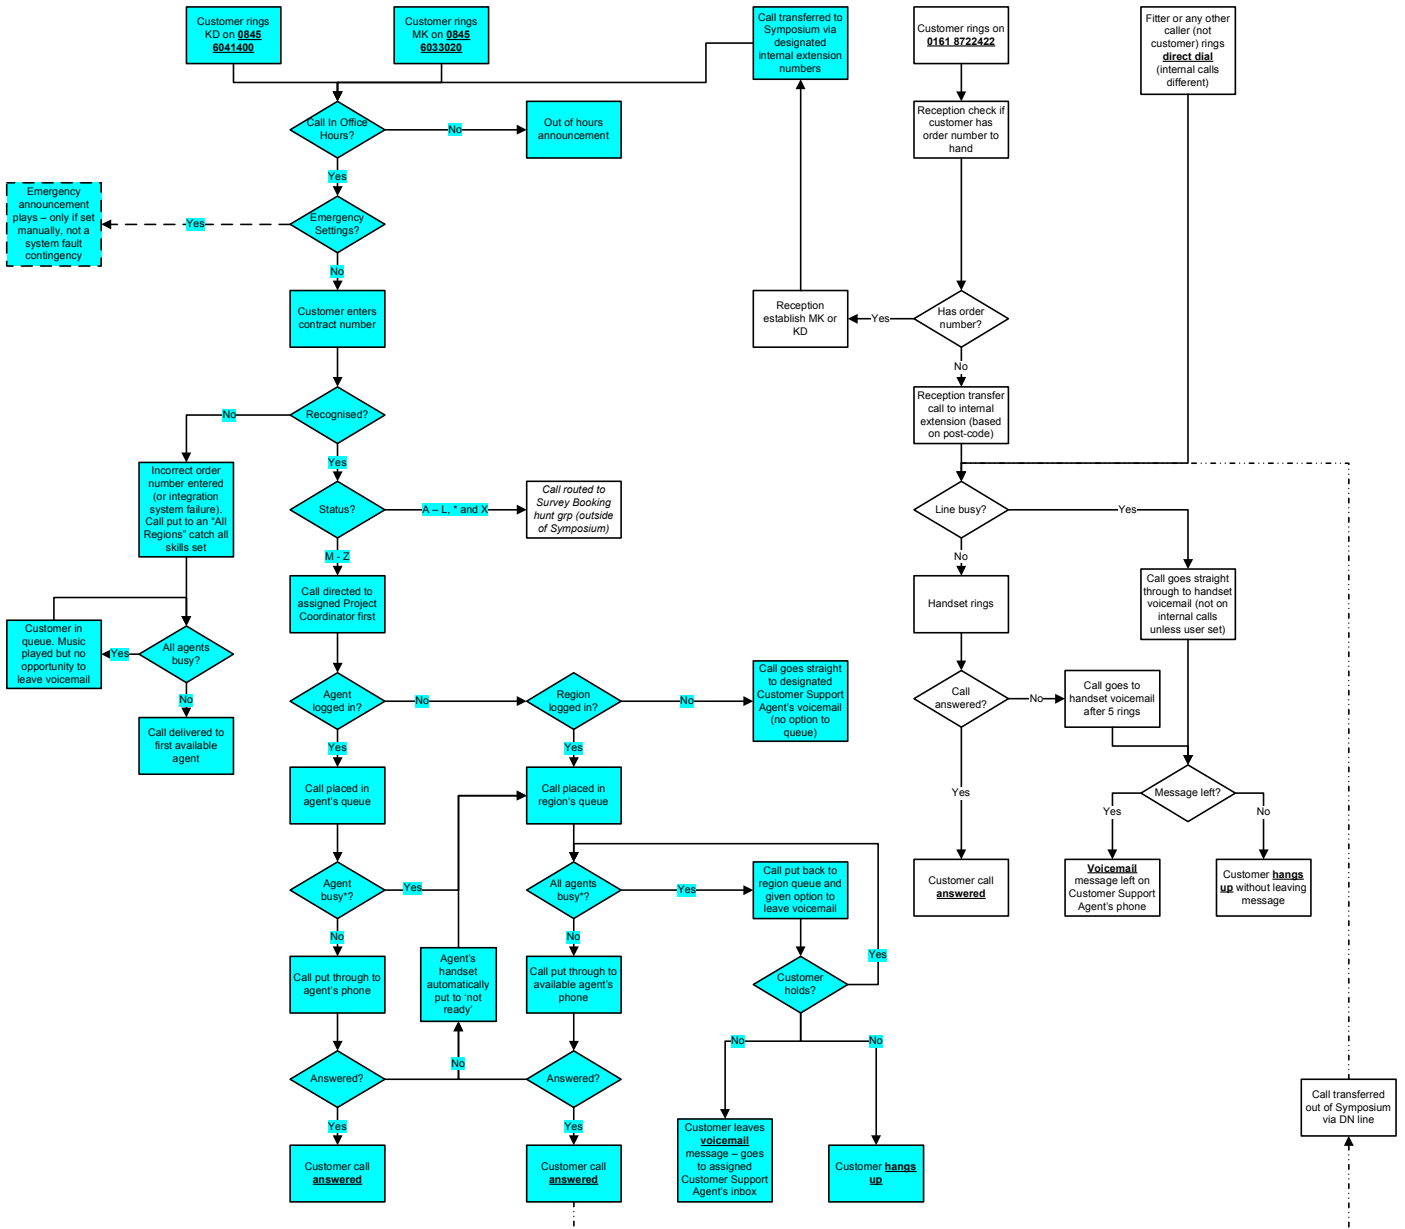 Customer rings
KD on 0845
6041400
Customer rings
MK on 0845
6033020
Call transferred to
Symposium via
designated
internal extension
numbers
Customer rings on
0161 8722422
Fitter or any other
caller (not
customer) rings
direct dial
(internal calls
different)
Call In Office
Hours?
No
Out of hours
announcement
Reception check if
customer has
order number to
hand
Yes
Emergency
announcement
plays – only if set
manually, not a
system fault
contingency
Yes
Emergency
Settings?
No
Customer enters
contract number
Reception
establish MK or
KD
Yes
Has order
number?
No
Reception transfer
call to internal
extension (based
on post-code)
No
Recognised?
Yes
Incorrect order
number entered
(or integration
system failure).
Call put to an “All
Regions” catch all
skills set
Status?
A – L, * and X
Call routed to
Survey Booking
hunt grp (outside
of Symposium)
Line busy?
Yes
No
M - Z
Call directed to
assigned Project
Coordinator first
Handset rings
Call goes straight
through to handset
voicemail (not on
internal calls
unless user set)
Customer in
queue. Music
played but no
opportunity to
leave voicemail
Yes
All agents
busy?
No
Call delivered to
first available
agent
Agent
logged in?
No
Region
logged in?
No
Call goes straight
to designated
Customer Support
Agent’s voicemail
(no option to
queue)
Call
answered?
No
Call goes to
handset voicemail
after 5 rings
Yes
Yes
Call placed in
agent’s queue
Call placed in
region’s queue
Yes
Message left?
Yes
No
Agent
busy*?
Yes
All agents
busy*?
Yes
Call put back to
region queue and
given option to
leave voicemail
Customer call
answered
Voicemail
message left on
Customer Support
Agent’s phone
Customer hangs
up without leaving
message
No
No
Yes
Call put through to
agent’s phone
Agent’s
handset
automatically
put to ‘not
ready’
Call put through to
available agent’s
phone
Customer
holds?
No
No
No
Answered?
Answered?
Yes
Yes
Call transferred
out of Symposium
via DN line
Customer call
answered
Customer call
answered
Customer leaves
voicemail
message – goes
to assigned
Customer Support
Agent’s inbox
Customer hangs
up